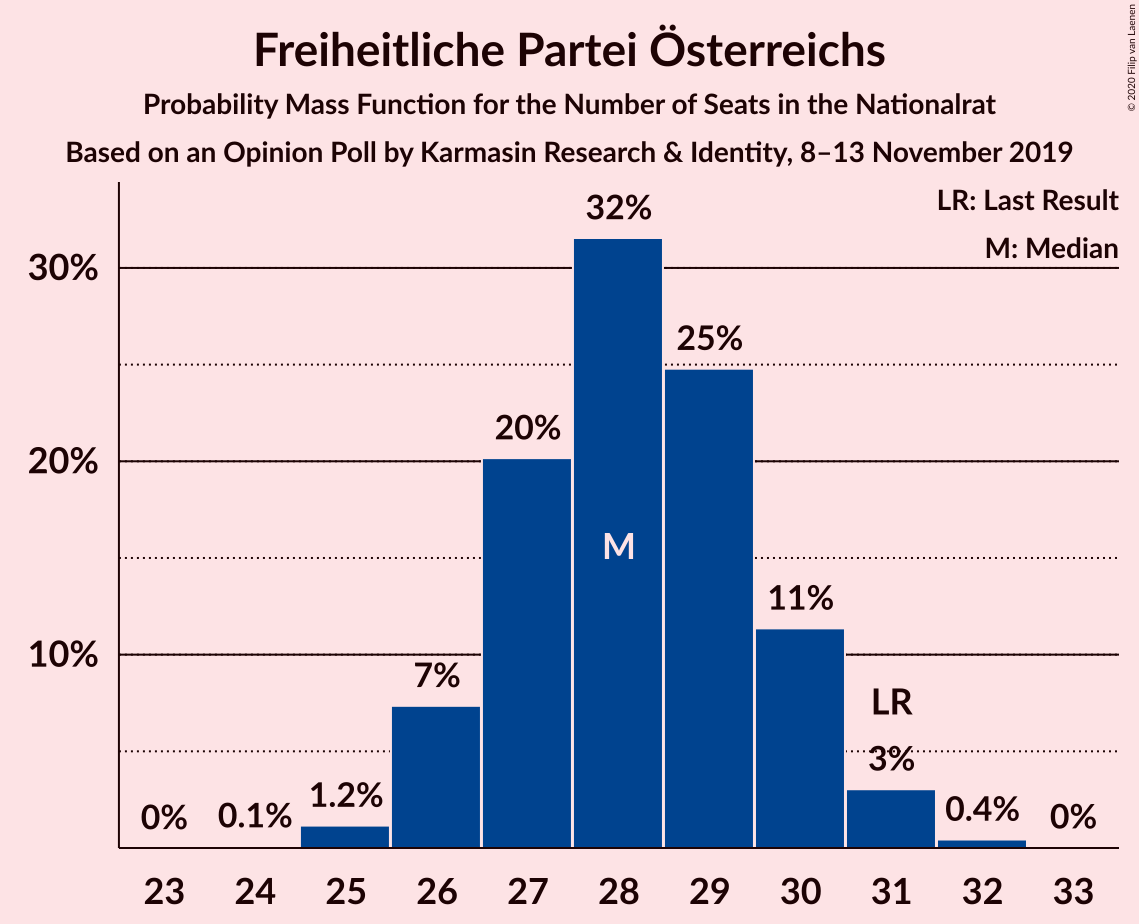 Freiheitliche Partei Österreichs
Probability Mass Function for the Number of Seats in the Nationalrat
Based on an Opinion Poll by Karmasin Research & Identity, 8–13 November 2019
© 2020 Filip van Laenen
LR: Last Result
M: Median
30%
20%
10%
0%
0.1%
1.2%
7%
20%
32%
M
25%
11%
LR
3%
0.4%
0%
23 24 25 26 27 28 29 30 31 32 33